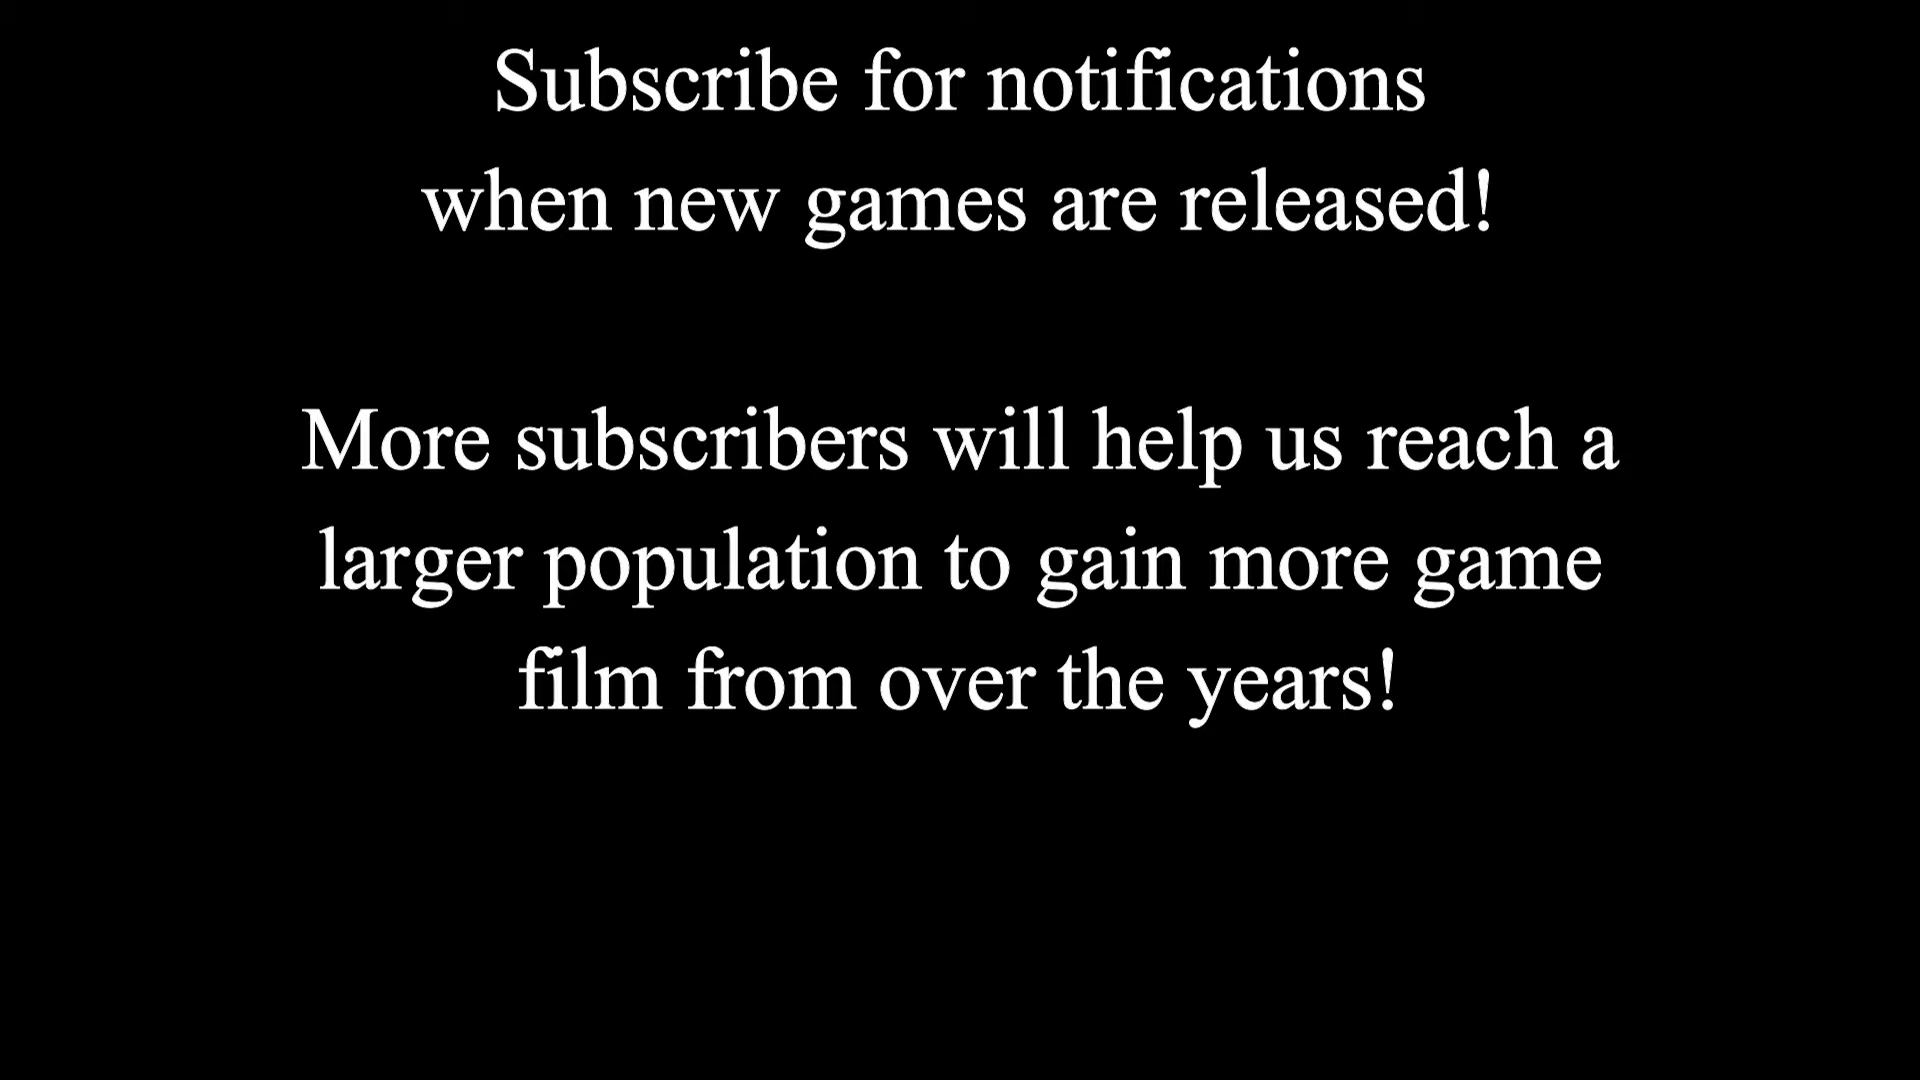 Subscribe for notifications
when new games are released!
More subscribers will help us reach a
larger population to gain more game
film from over the years!